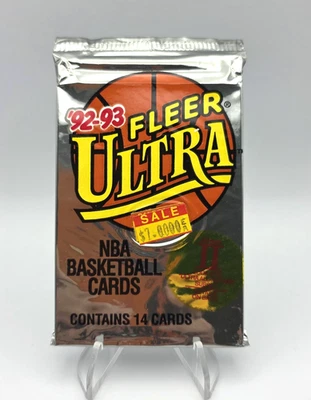 '92-93
FLEER®
ULTRA®
SALE
NBA
BASKETBALL
CARDS
CONTAINS 14 CARDS